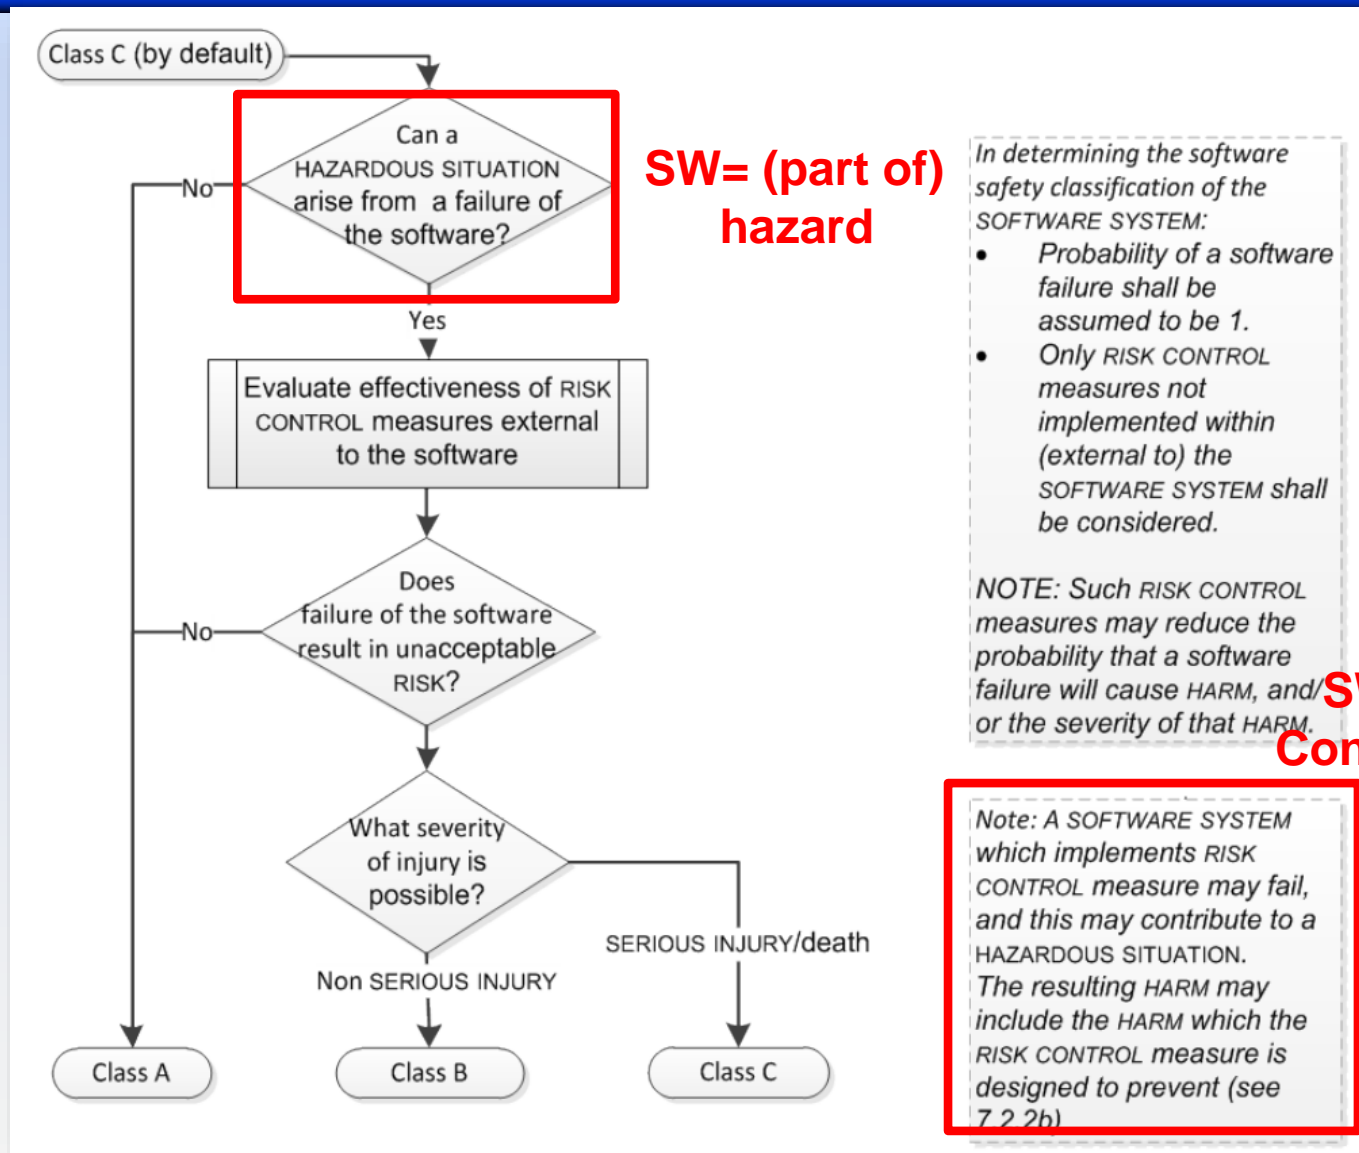 Class C (by default)
Can a
HAZARDOUS SITUATION
arise from a failure of
the software?
No
Yes
SW= (part of)
hazard
Evaluate effectiveness of RISK
CONTROL measures external
to the software
Does
failure of the software
result in unacceptable
RISK?
No
What severity
of injury is
possible?
SERIOUS INJURY/death
Non SERIOUS INJURY
Class A
Class B
Class C
In determining the software
safety classification of the
SOFTWARE SYSTEM:
• Probability of a software
failure shall be
assumed to be 1.
• Only RISK CONTROL
measures not
implemented within
(external to) the
SOFTWARE SYSTEM shall
be considered.
NOTE: Such RISK CONTROL
measures may reduce the
probability that a software
failure will cause HARM, and/
or the severity of that HARM.
Note: A SOFTWARE SYSTEM
which implements RISK
CONTROL measure may fail,
and this may contribute to a
HAZARDOUS SITUATION.
The resulting HARM may
include the HARM which the
RISK CONTROL measure is
designed to prevent (see
7.2.2b)